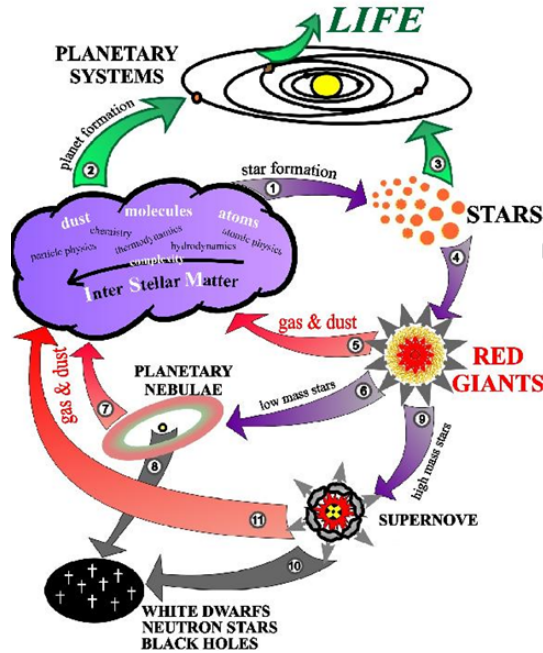 LIFE
PLANETARY
SYSTEMS
planet formation
2
star formation
1
3
dust
molecules
atoms
chemistry
atomic physics
particle physics
thermodynamics
hydrodynamics
complexity
Inter Stellar Matter
STARS
4
gas & dust
5
RED
GIANTS
gas & dust
PLANETARY
NEBULAE
low mass stars
6
7
8
9
high mass stars
11
SUPERNOVE
10
WHITE DWARFS
NEUTRON STARS
BLACK HOLES